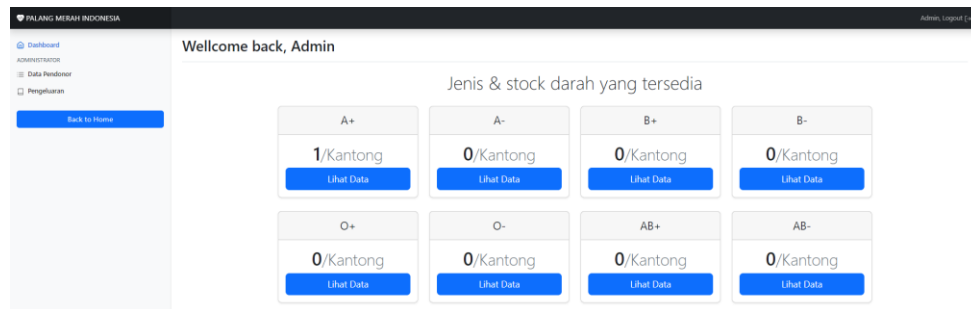 PALANG MERAH INDONESIA
Admin, Logout
Dashboard
ADMINISTRATOR
Data Pendonor
Pengeluaran
Back to Home
Wellcome back, Admin
Jenis & stock darah yang tersedia
A+ A- B+ B-
1/Kantong 0/Kantong 0/Kantong 0/Kantong
Lihat Data Lihat Data Lihat Data Lihat Data
O+ O- AB+ AB-
0/Kantong 0/Kantong 0/Kantong 0/Kantong
Lihat Data Lihat Data Lihat Data Lihat Data